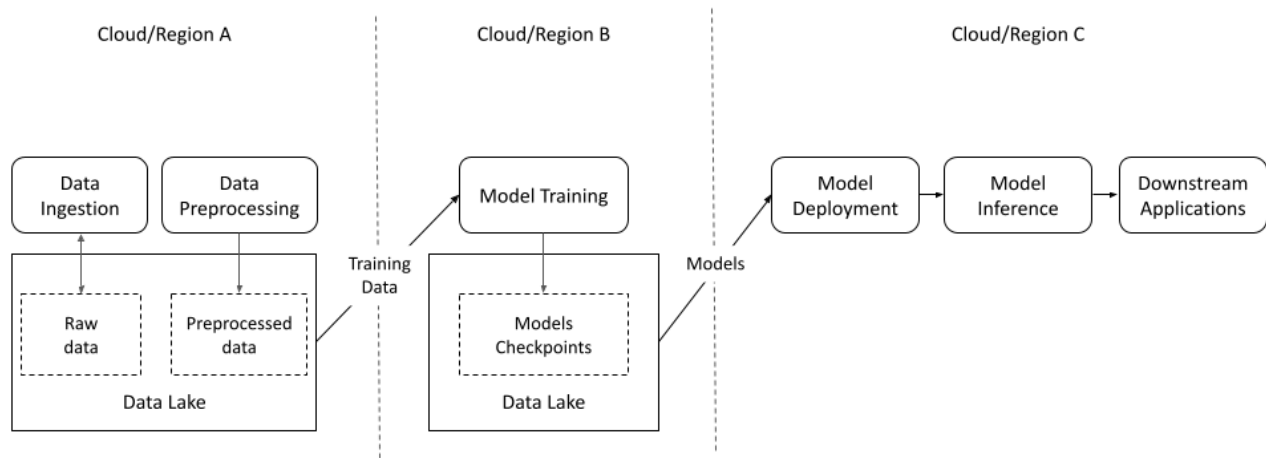 Cloud/Region A
Cloud/Region B
Cloud/Region C
Data
Ingestion
Data
Preprocessing
Model Training
Model
Deployment
Model
Inference
Downstream
Applications
Training
Data
Models
Raw
data
Preprocessed
data
Models
Checkpoints
Data Lake
Data Lake